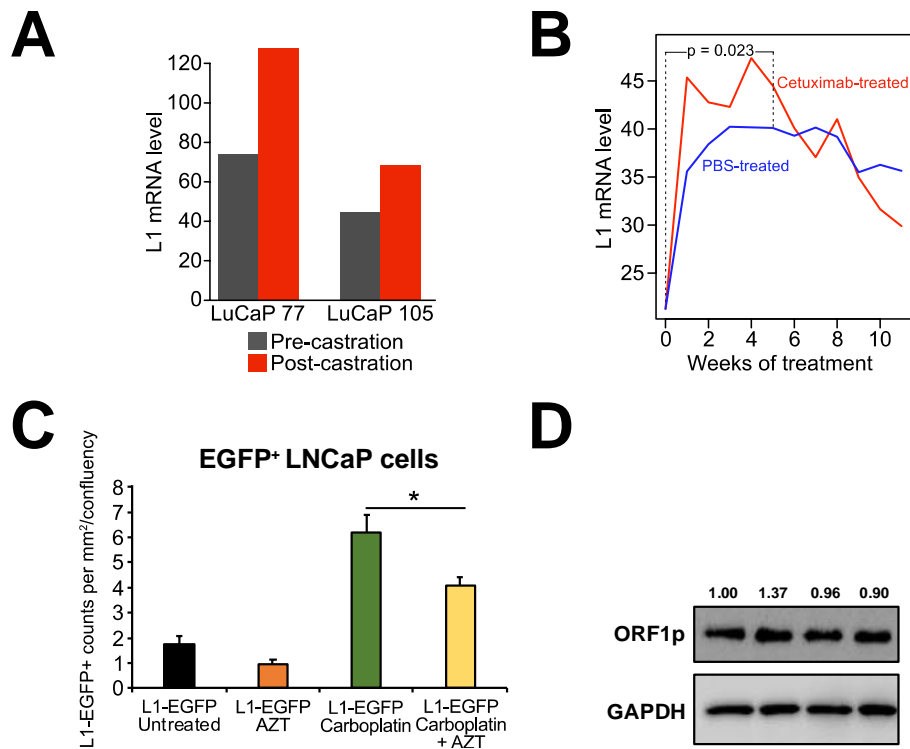 A
L1 mRNA level
120
100
80
60
40
20
0
LuCaP 77
LuCaP 105
Pre-castration
Post-castration
B
L1 mRNA level
45
40
35
30
25
p = 0.023
Cetuximab-treated
PBS-treated
0 2 4 6 8 10
Weeks of treatment
C
EGFP⁺ LNCaP cells
L1-EGFP+ counts per mm²/confluency
8
7
6
5
4
3
2
1
0
*
L1-EGFP
Untreated
L1-EGFP
AZT
L1-EGFP
Carboplatin
L1-EGFP
Carboplatin
+ AZT
D
1.00 1.37 0.96 0.90
ORF1p
GAPDH